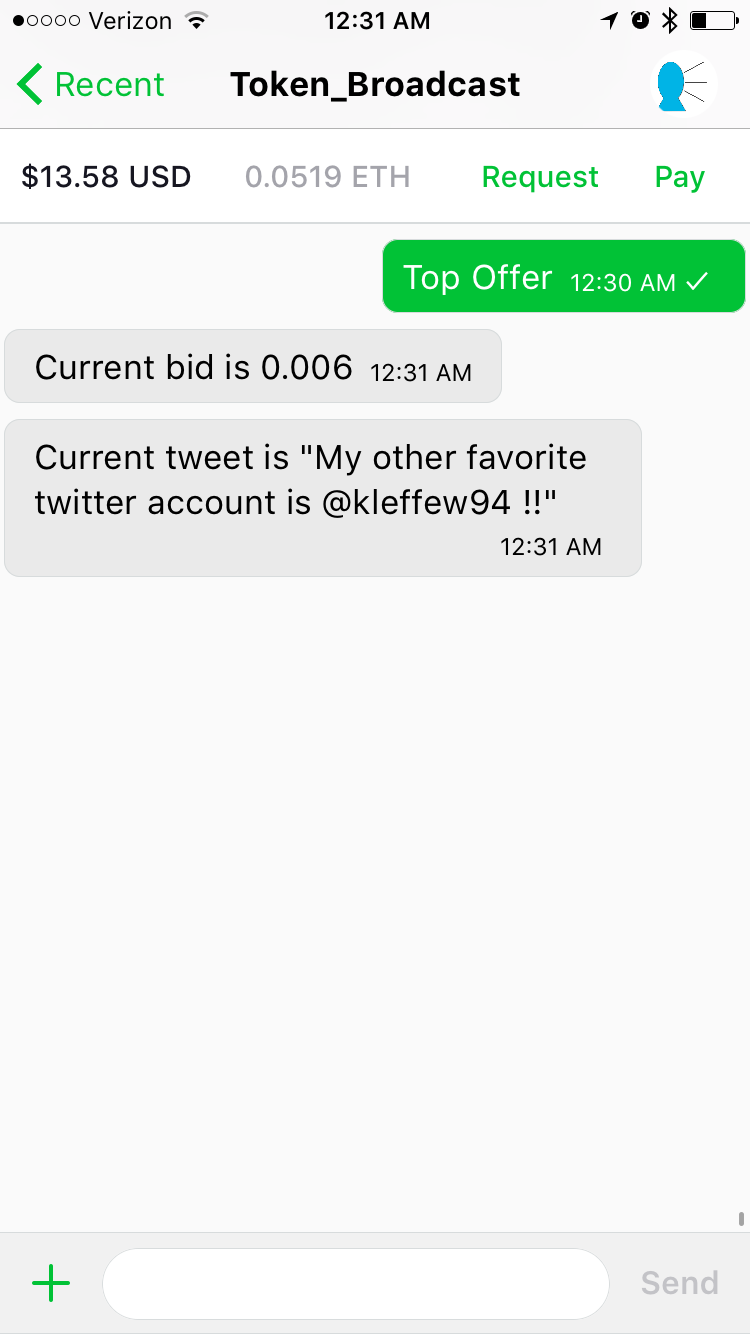 Verizon 12:31 AM
Recent Token_Broadcast
$13.58 USD 0.0519 ETH Request Pay
Top Offer 12:30 AM
Current bid is 0.006 12:31 AM
Current tweet is "My other favorite
twitter account is @kleffew94 !!"
12:31 AM
Send